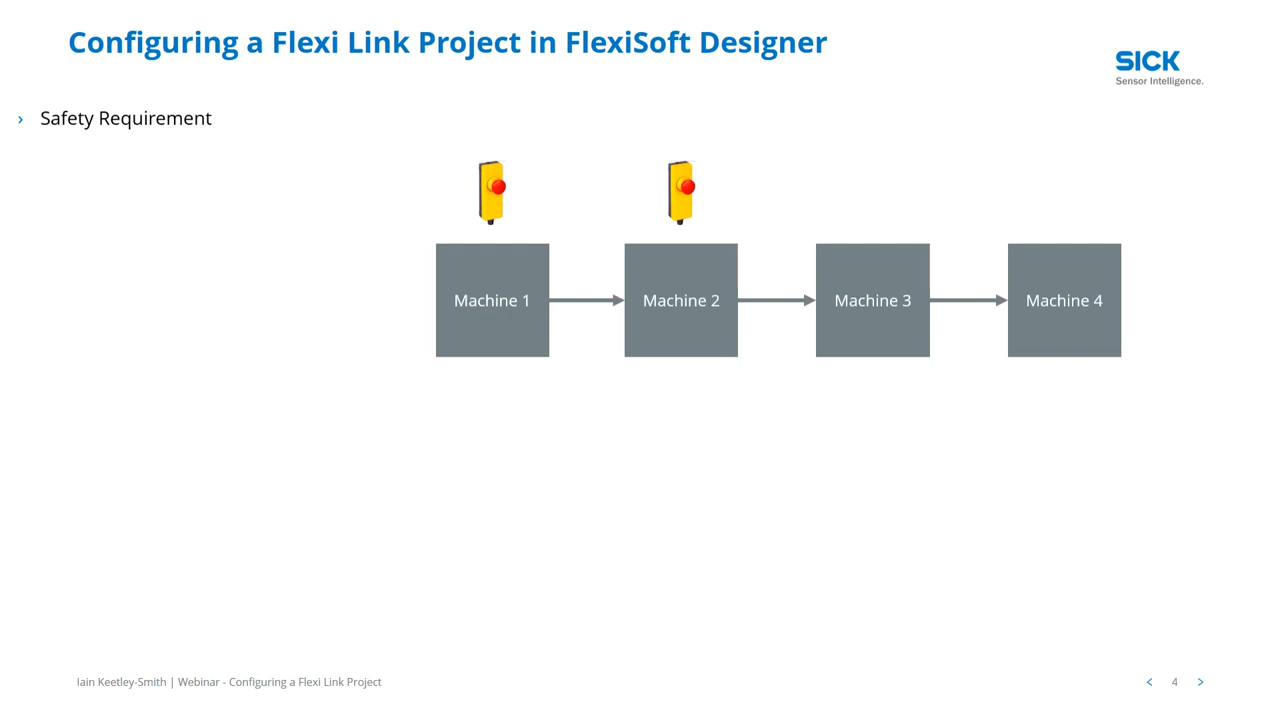 Configuring a Flexi Link Project in FlexiSoft Designer
SICK
Sensor Intelligence.
› Safety Requirement
Machine 1
Machine 2
Machine 3
Machine 4
Iain Keetley-Smith | Webinar - Configuring a Flexi Link Project
< 4 >